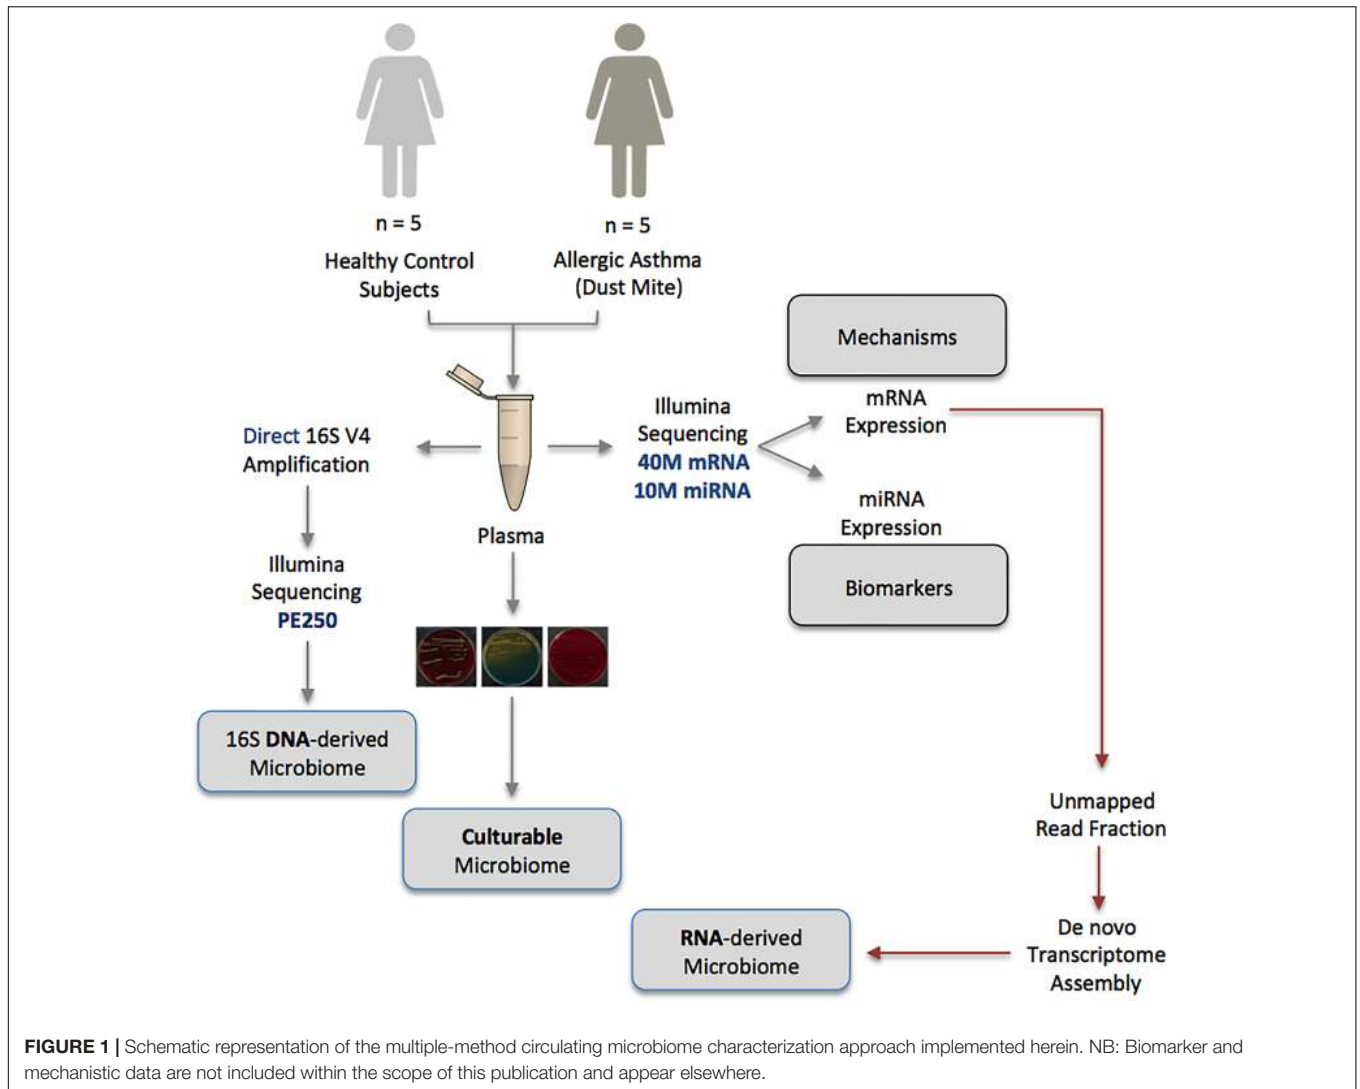 n = 5
Healthy Control
Subjects
n = 5
Allergic Asthma
(Dust Mite)
Mechanisms
mRNA
Expression
Illumina
Sequencing
40M mRNA
10M miRNA
miRNA
Expression
Biomarkers
Direct 16S V4
Amplification
Plasma
Illumina
Sequencing
PE250
16S DNA-derived
Microbiome
Culturable
Microbiome
Unmapped
Read Fraction
De novo
Transcriptome
Assembly
RNA-derived
Microbiome
FIGURE 1 | Schematic representation of the multiple-method circulating microbiome characterization approach implemented herein. NB: Biomarker and
mechanistic data are not included within the scope of this publication and appear elsewhere.